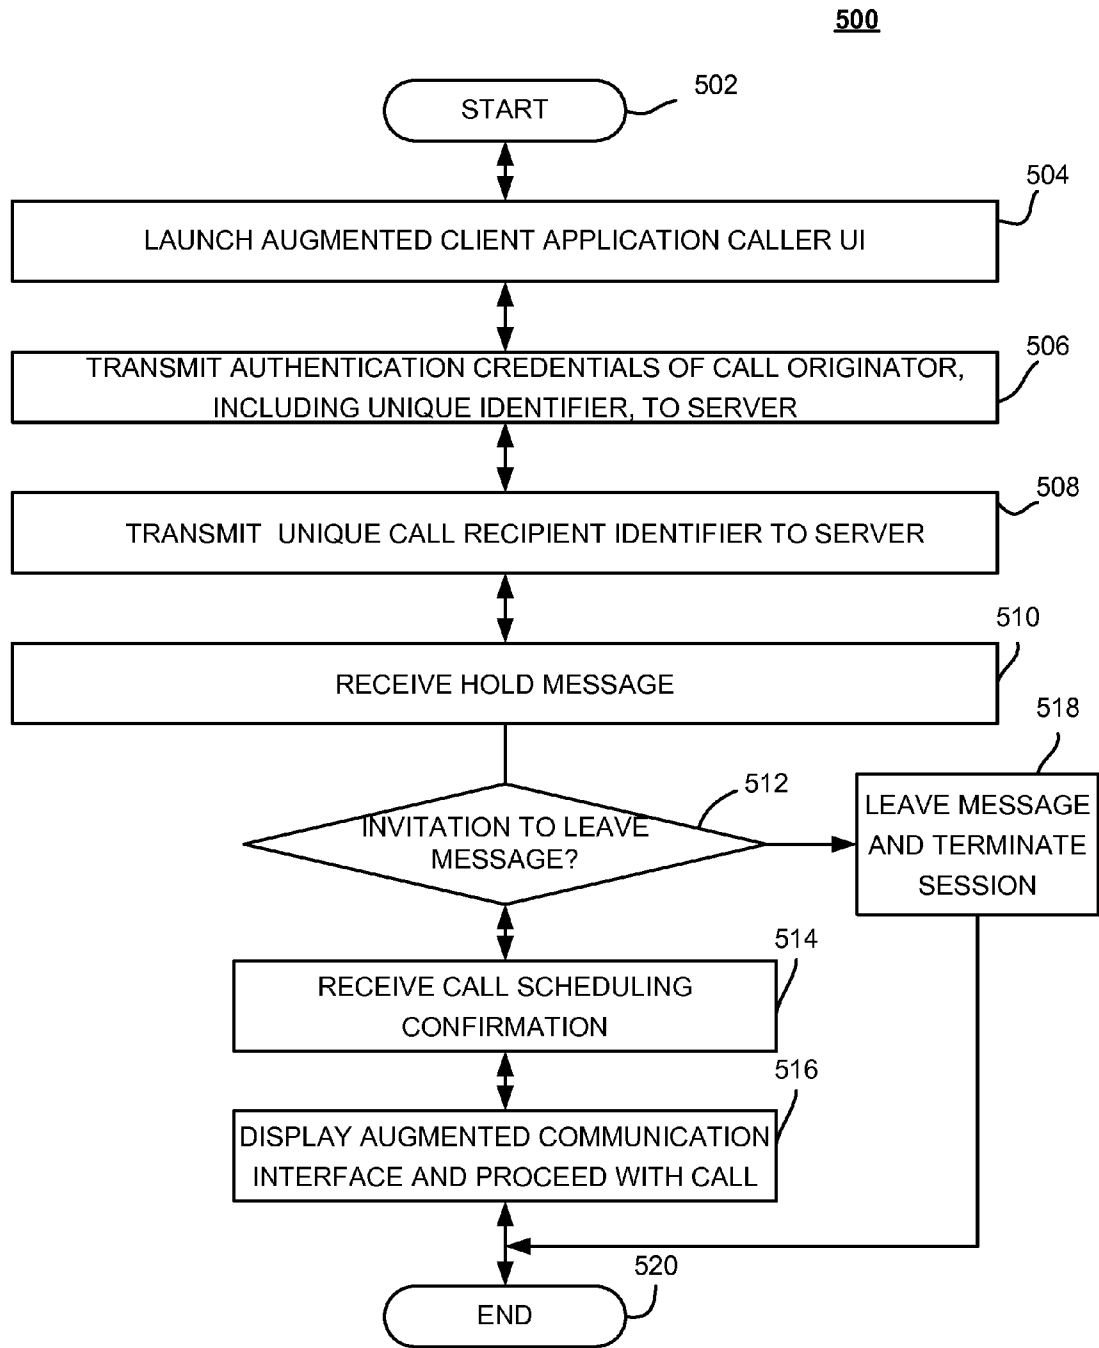 500
START
502
504
LAUNCH AUGMENTED CLIENT APPLICATION CALLER UI
506
TRANSMIT AUTHENTICATION CREDENTIALS OF CALL ORIGINATOR,
INCLUDING UNIQUE IDENTIFIER, TO SERVER
508
TRANSMIT UNIQUE CALL RECIPIENT IDENTIFIER TO SERVER
510
RECEIVE HOLD MESSAGE
512
INVITATION TO LEAVE
MESSAGE?
518
LEAVE MESSAGE
AND TERMINATE
SESSION
514
RECEIVE CALL SCHEDULING
CONFIRMATION
516
DISPLAY AUGMENTED COMMUNICATION
INTERFACE AND PROCEED WITH CALL
520
END